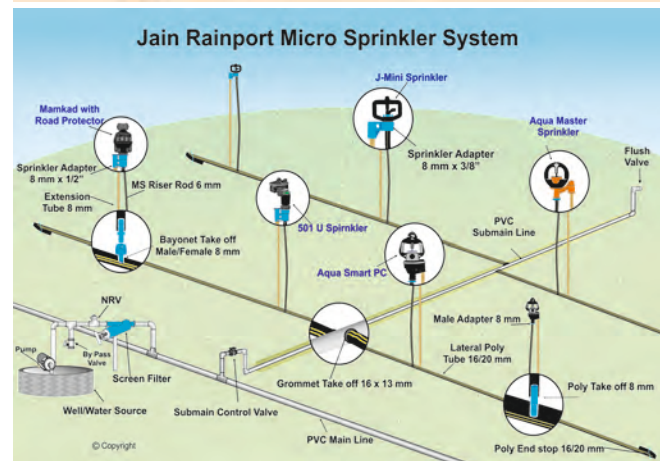 Jain Rainport Micro Sprinkler System
Mamkad with
Road Protector
J-Mini Sprinkler
Aqua Master
Sprinkler
Flush
Valve
Sprinkler Adapter
8 mm x 1/2"
MS Riser Rod 6 mm
Sprinkler Adapter
8 mm x 3/8"
Extension
Tube 8 mm
501 U Spirnkler
PVC
Submain Line
Bayonet Take off
Male/Female 8 mm
Aqua Smart PC
NRV
Male Adapter 8 mm
Pump
By Pass
Valve
Screen Filter
Lateral Poly
Tube 16/20 mm
Grommet Take off 16 x 13 mm
Poly Take off 8 mm
Well/Water Source
Submain Control Valve
PVC Main Line
© Copyright
Poly End stop 16/20 mm